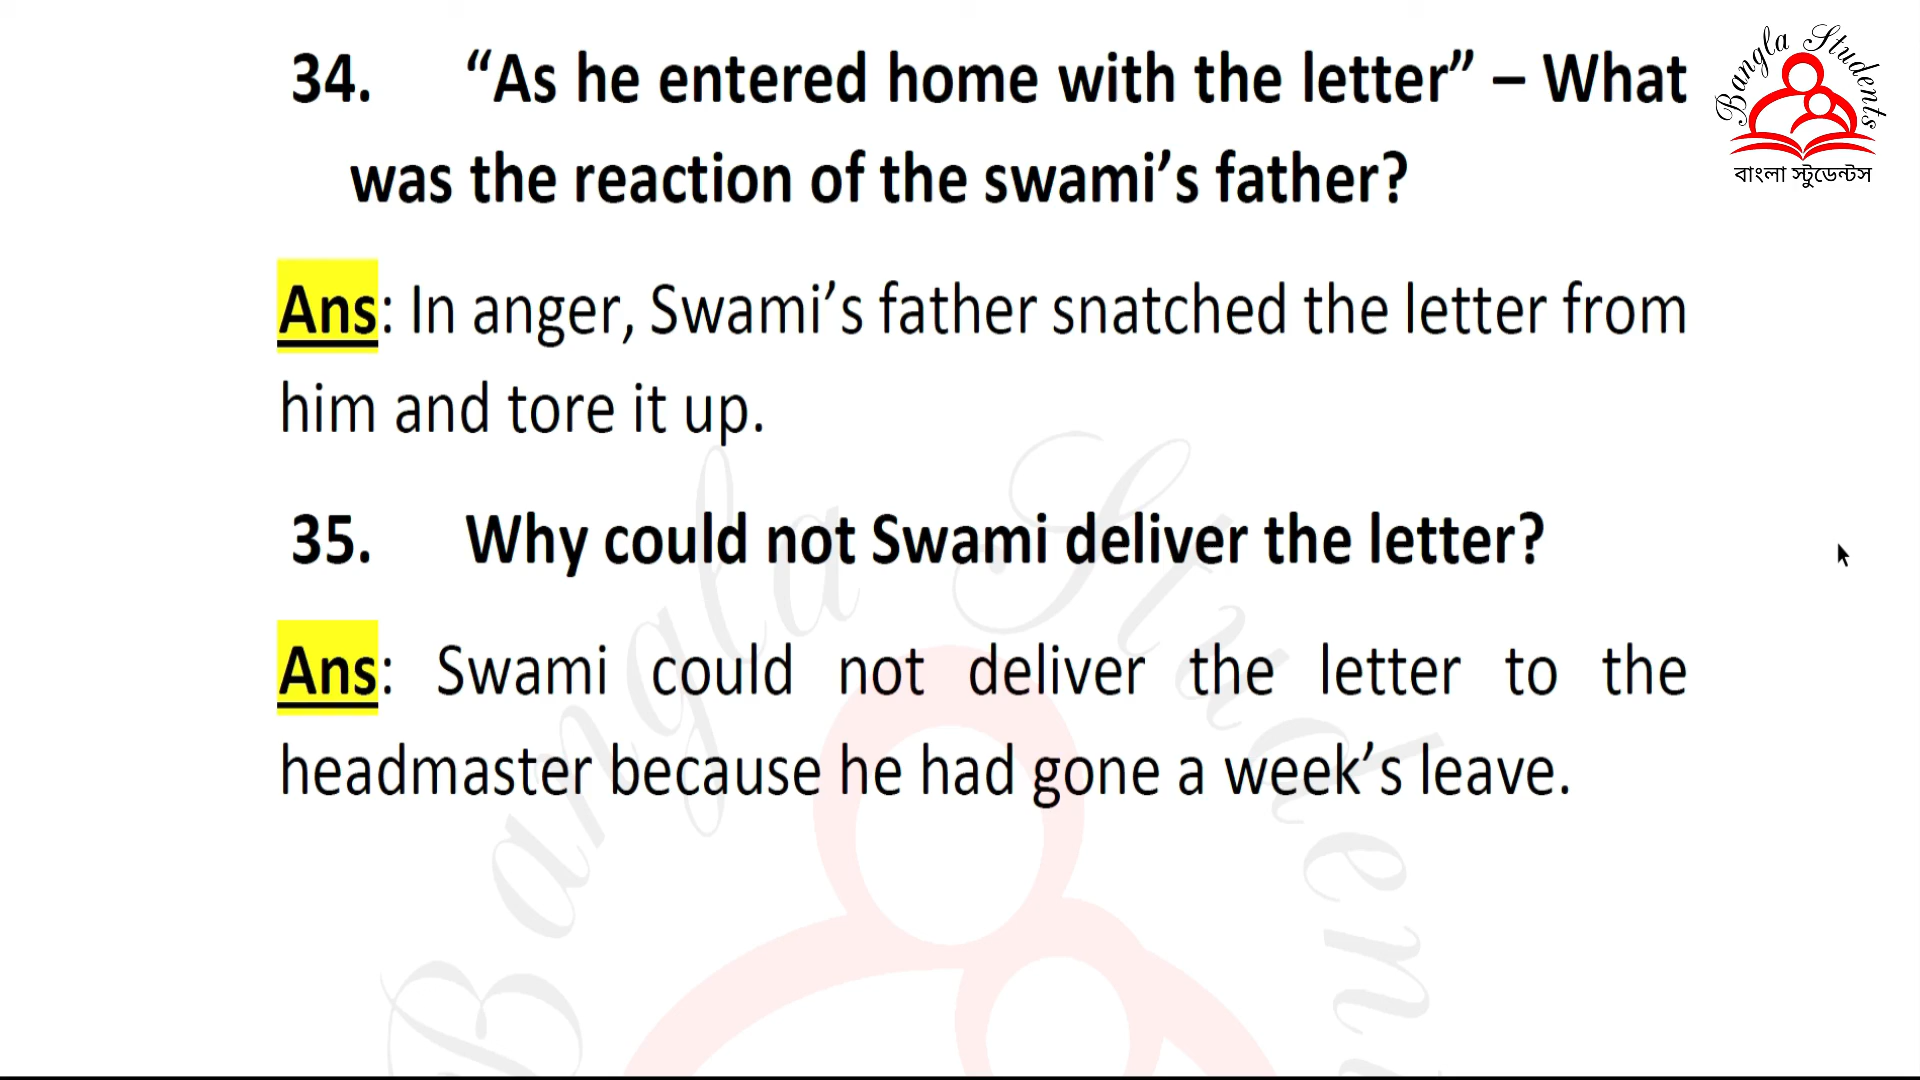 34. “As he entered home with the letter” – What
was the reaction of the swami’s father?
Ans: In anger, Swami’s father snatched the letter from
him and tore it up.
35. Why could not Swami deliver the letter?
Ans: Swami could not deliver the letter to the
headmaster because he had gone a week’s leave.
Bangla Students
বাংলা স্টুডেন্টস
Bangla Studen